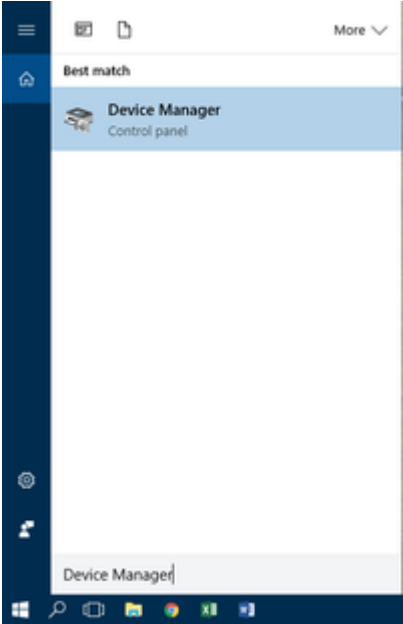 More
Best match
Device Manager
Control panel
Device Manager